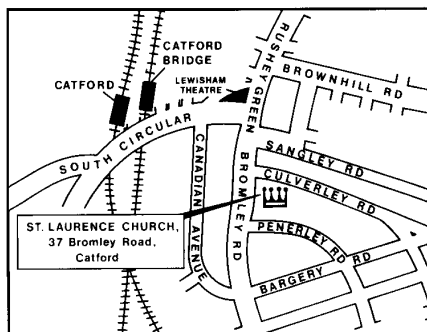 CATFORD
BRIDGE
CATFORD
LEWISHAM
THEATRE
RUSHEY GREEN
BROWNHILL RD
SOUTH CIRCULAR
CANADIAN AVENUE
BROMLEY RD
SANGLEY RD
CULVERLEY RD
ST. LAURENCE CHURCH,
37 Bromley Road,
Catford
PENERLEY RD
BARGERY RD